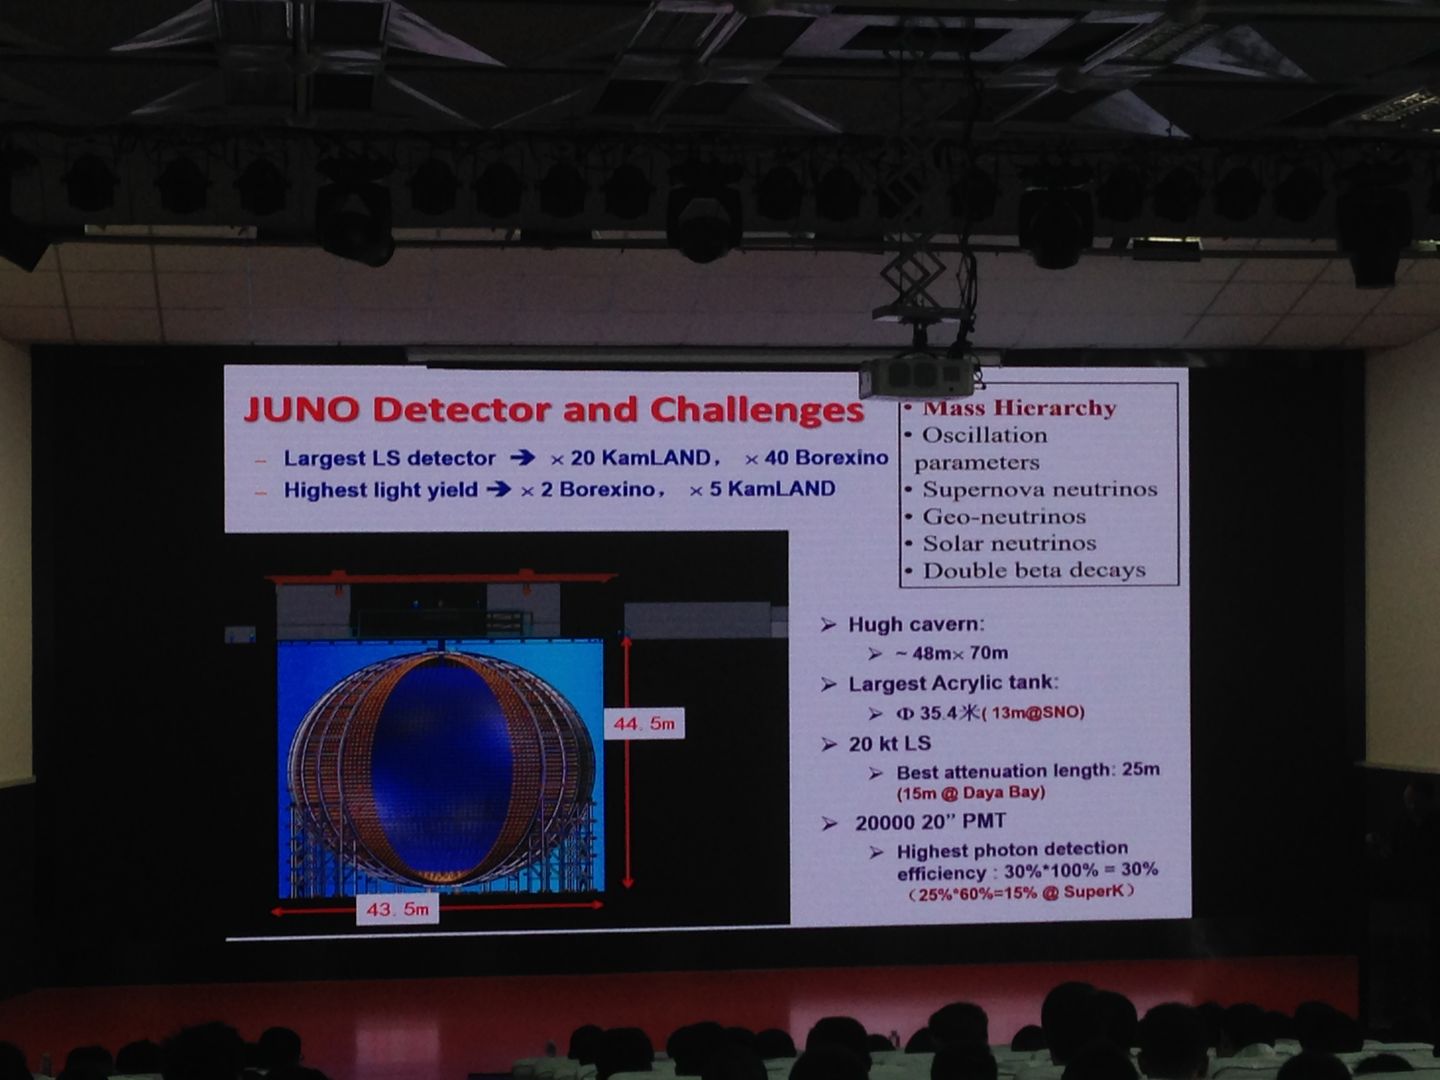 JUNO Detector and Challenges
– Largest LS detector ➔ × 20 KamLAND, × 40 Borexino
– Highest light yield ➔ × 2 Borexino, × 5 KamLAND
• Mass Hierarchy
• Oscillation
parameters
• Supernova neutrinos
• Geo-neutrinos
• Solar neutrinos
• Double beta decays
44. 5m
43. 5m
➢ Hugh cavern:
➢ ~ 48m× 70m
➢ Largest Acrylic tank:
➢ Φ 35.4米( 13m@SNO)
➢ 20 kt LS
➢ Best attenuation length: 25m
(15m @ Daya Bay)
➢ 20000 20” PMT
➢ Highest photon detection
efficiency : 30%*100% = 30%
（25%*60%=15% @ SuperK）